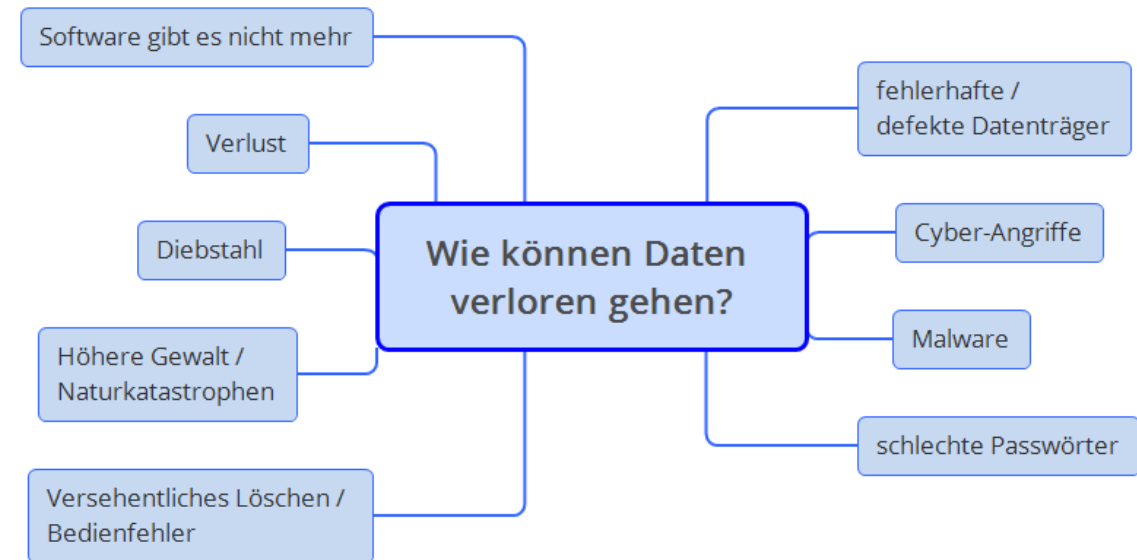 Software gibt es nicht mehr
Verlust
Diebstahl
Höhere Gewalt /
Naturkatastrophen
Versehentliches Löschen /
Bedienfehler
Wie können Daten
verloren gehen?
fehlerhafte /
defekte Datenträger
Cyber-Angriffe
Malware
schlechte Passwörter